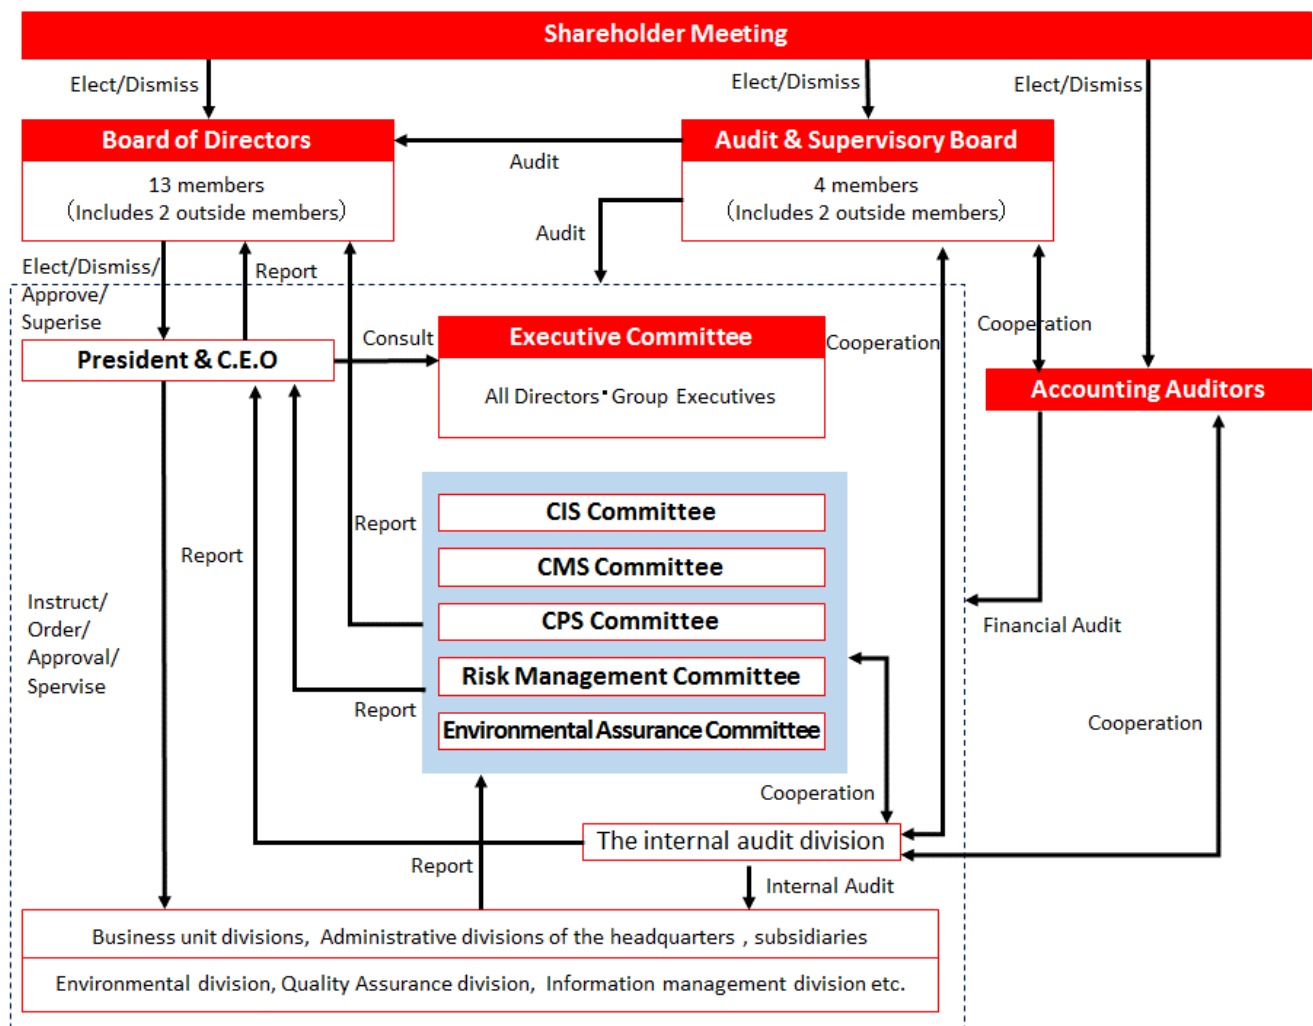 Shareholder Meeting
Elect/Dismiss
Elect/Dismiss
Elect/Dismiss
Board of Directors
13 members
(Includes 2 outside members)
Audit
Audit & Supervisory Board
4 members
(Includes 2 outside members)
Audit
Elect/Dismiss/
Approve/
Superise
Report
President & C.E.O
Consult
Executive Committee
All Directors・Group Executives
Cooperation
Cooperation
Accounting Auditors
CIS Committee
CMS Committee
CPS Committee
Risk Management Committee
Environmental Assurance Committee
Report
Report
Report
Instruct/
Order/
Approval/
Spervise
Financial Audit
Cooperation
Cooperation
The internal audit division
Report
Internal Audit
Business unit divisions, Administrative divisions of the headquarters , subsidiaries
Environmental division, Quality Assurance division, Information management division etc.